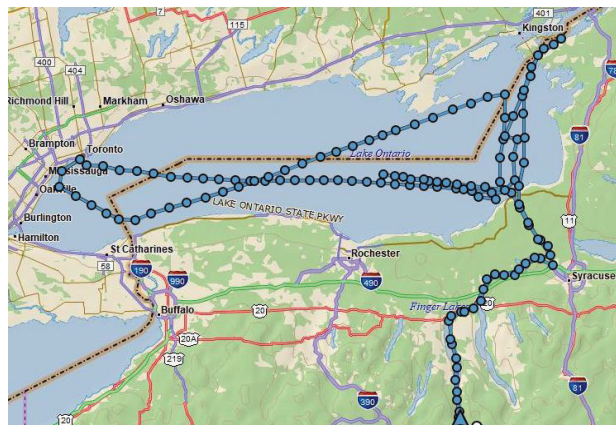 401
Kingston
7
115
400
404
Richmond Hill
Markham
Oshawa
Brampton
Toronto
Lake Ontario
81
Mississauga
Oakville
LAKE ONTARIO STATE PKWY
Burlington
11
Hamilton
St Catharines
58
190
Rochester
990
490
Syracuse
Finger Lakes
20
Buffalo
20
20A
219
390
81
20